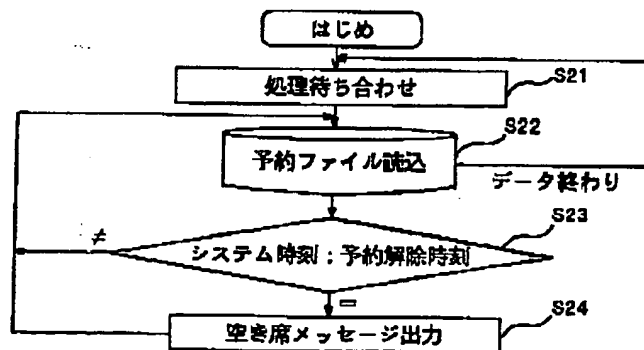 はじめ
処理待ち合わせ
S21
予約ファイル読込
S22
データ終わり
システム時刻：予約解除時刻
S23
≠
=
空き席メッセージ出力
S24